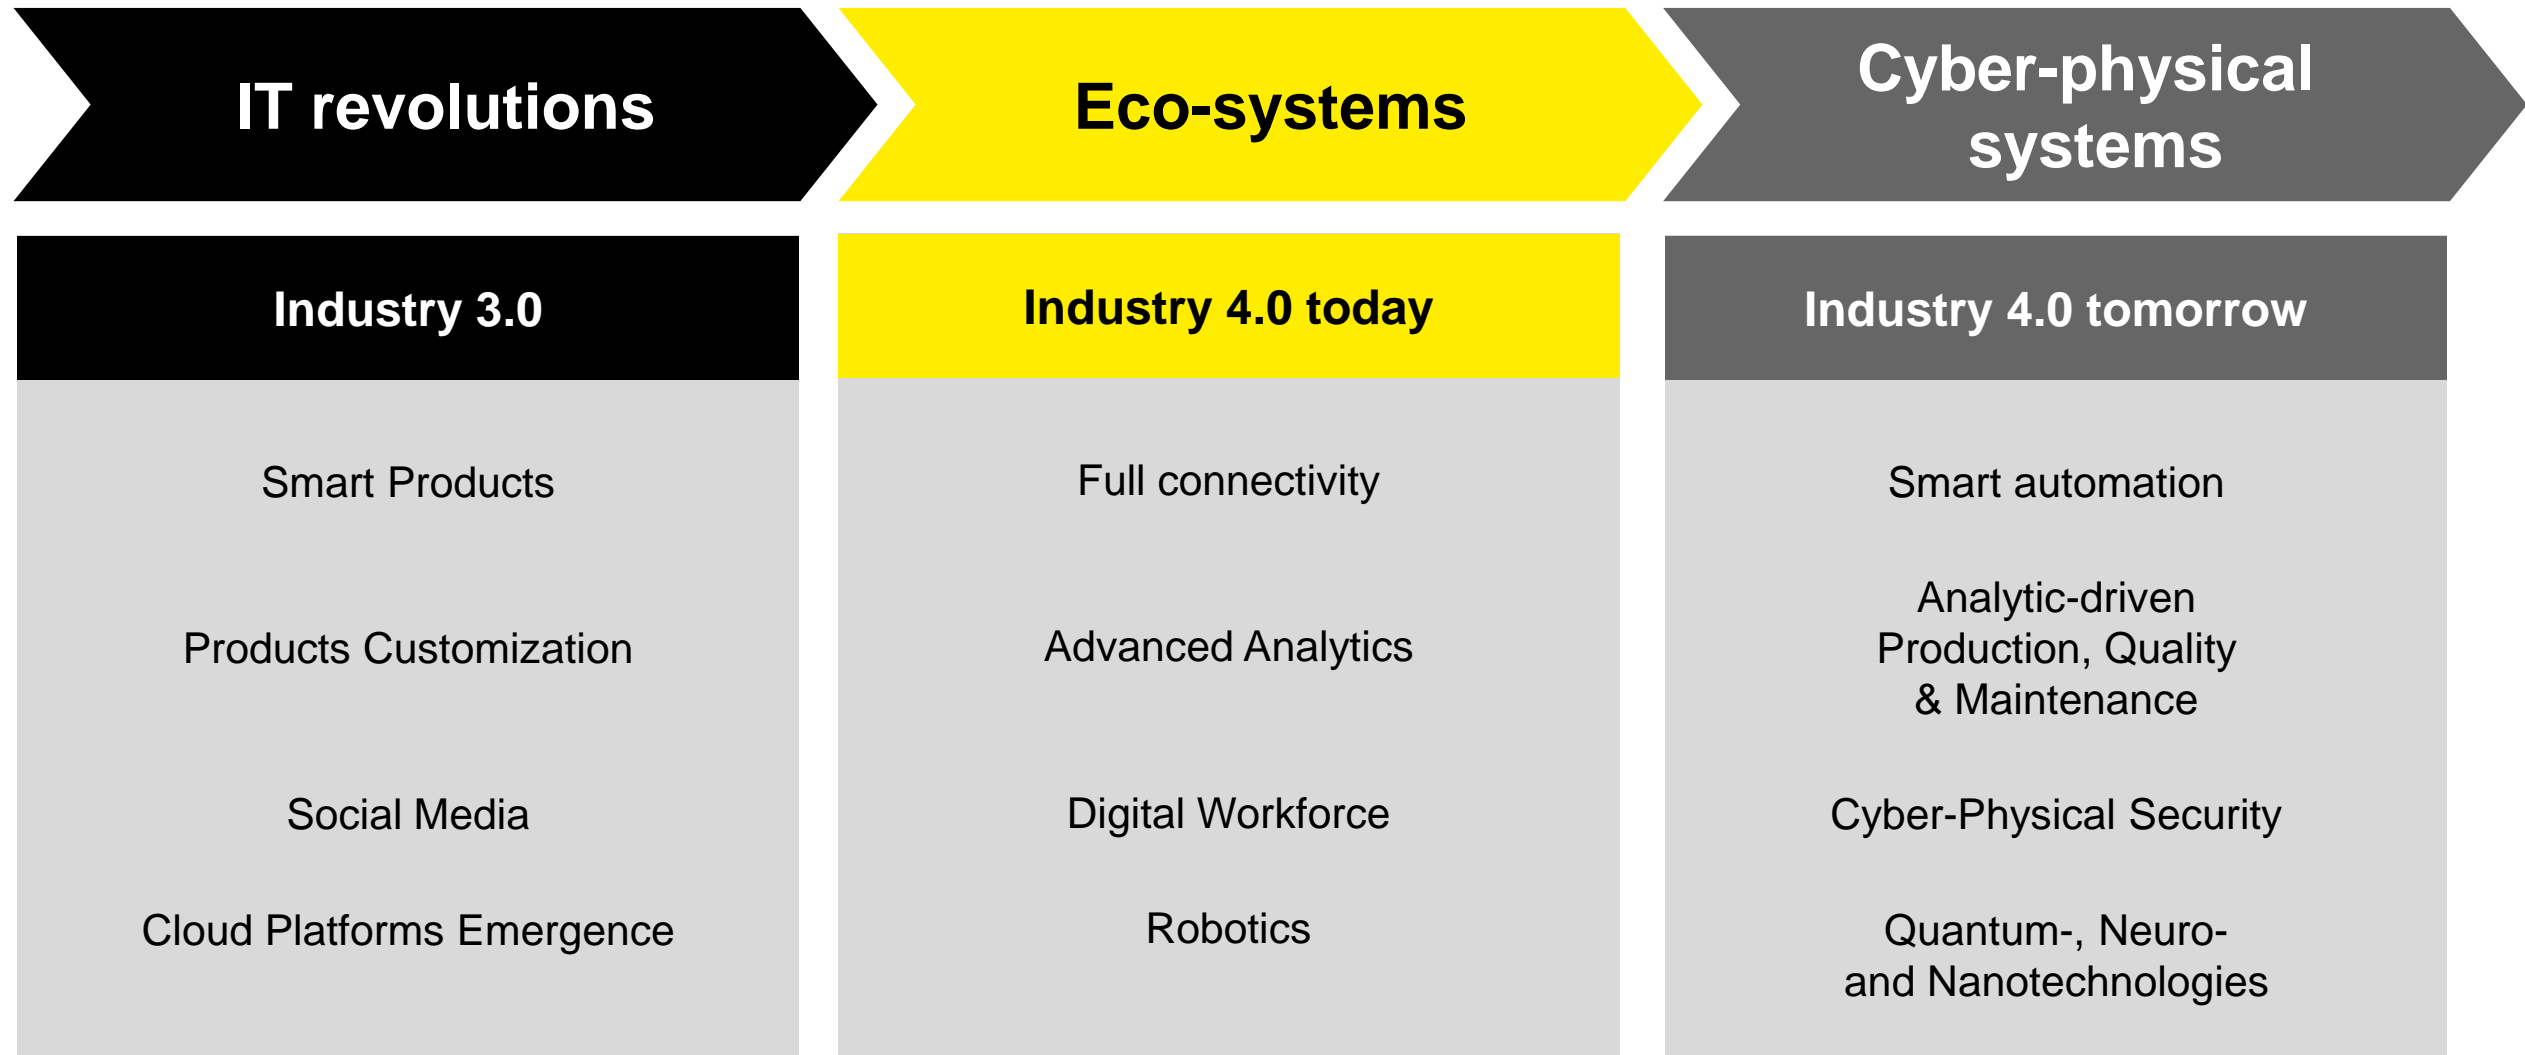 IT revolutions
Eco-systems
Cyber-physical
systems
Industry 3.0
Industry 4.0 today
Industry 4.0 tomorrow
Smart Products
Products Customization
Social Media
Cloud Platforms Emergence
Full connectivity
Advanced Analytics
Digital Workforce
Robotics
Smart automation
Analytic-driven
Production, Quality
& Maintenance
Cyber-Physical Security
Quantum-, Neuro-
and Nanotechnologies